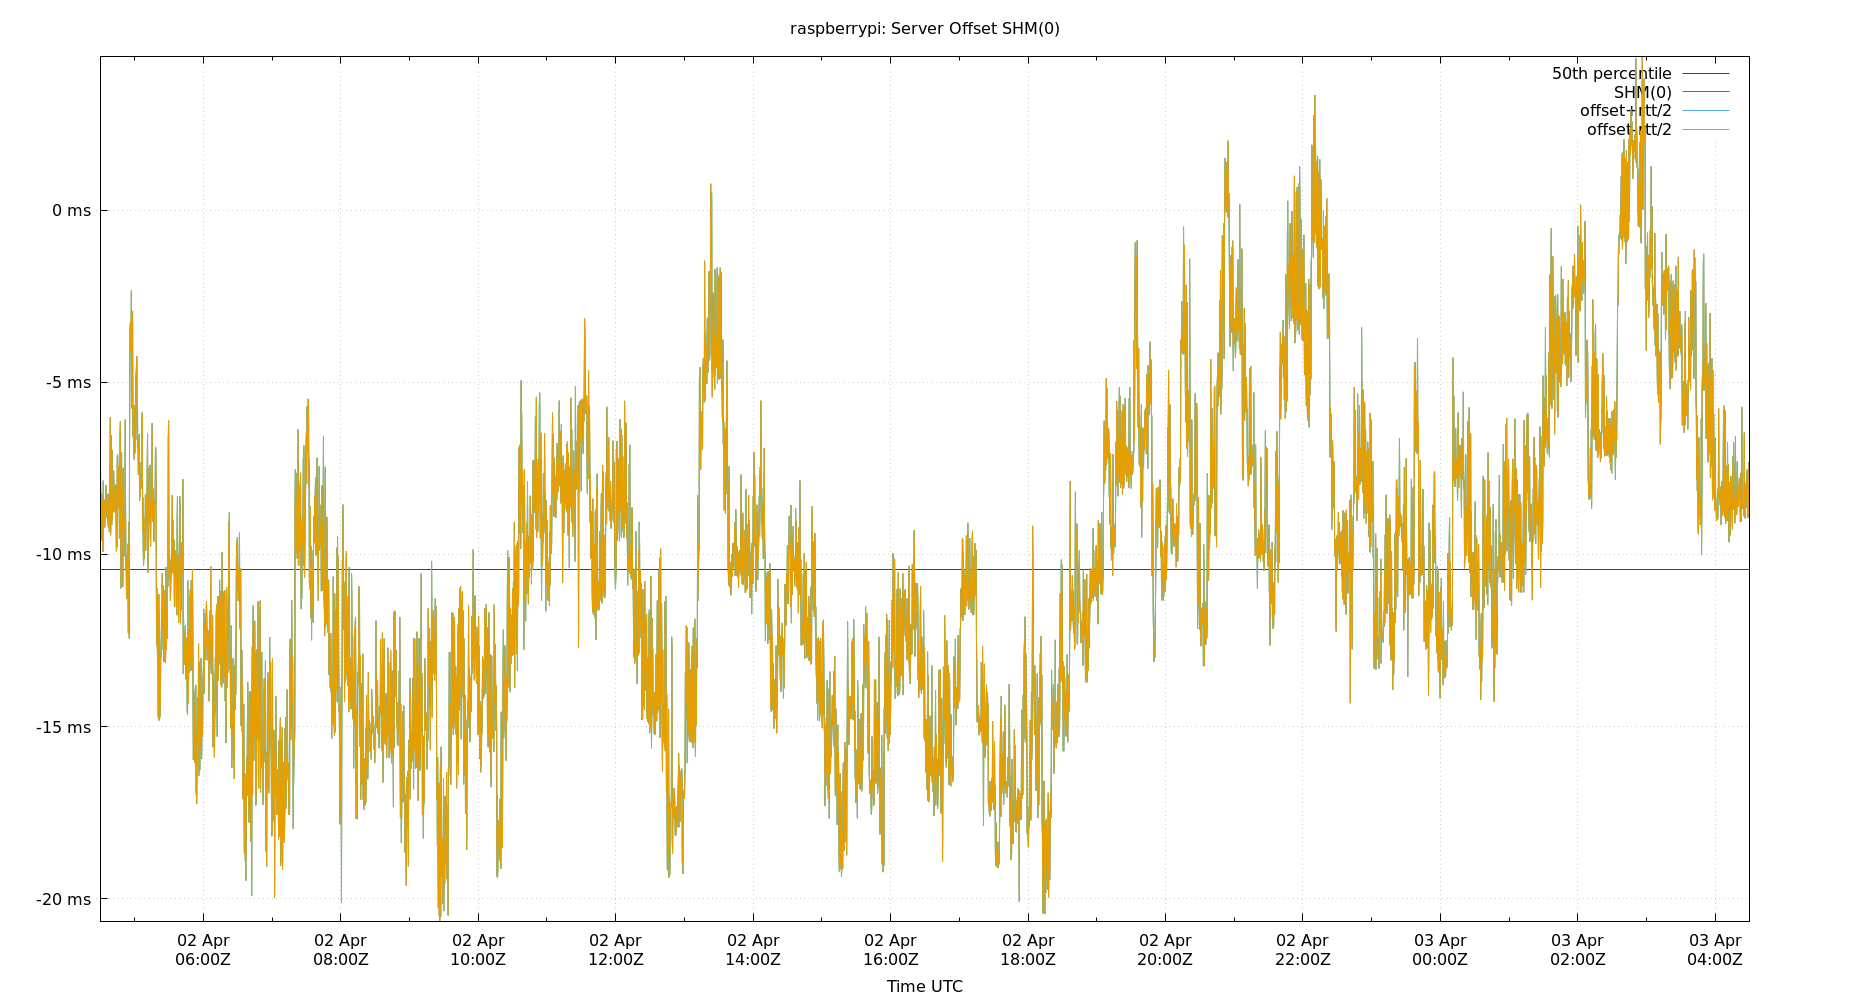 raspberrypi: Server Offset SHM(0)
50th percentile
SHM(0)
offset+rtt/2
offset-rtt/2
0 ms
-5 ms
-10 ms
-15 ms
-20 ms
02 Apr 02 Apr 02 Apr 02 Apr 02 Apr 02 Apr 02 Apr 02 Apr 02 Apr 03 Apr 03 Apr 03 Apr
06:00Z 08:00Z 10:00Z 12:00Z 14:00Z 16:00Z 18:00Z 20:00Z 22:00Z 00:00Z 02:00Z 04:00Z
Time UTC